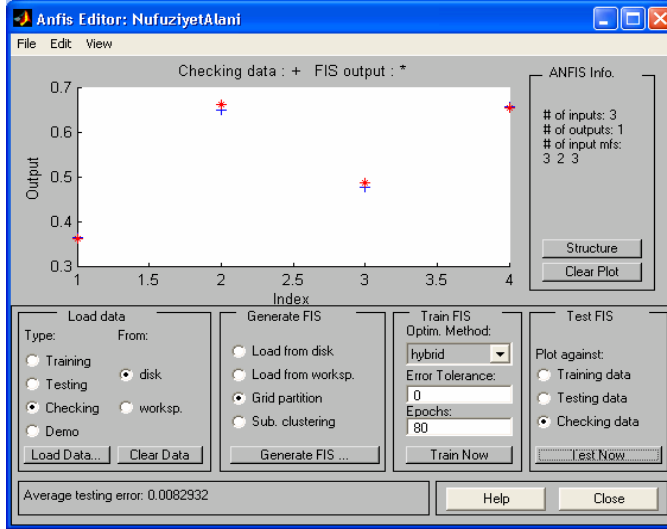 Anfis Editor: NufuziyetAlani
File Edit View
Checking data : + FIS output : *
0.7
0.6
0.5
0.4
0.3
Output
1 1.5 2 2.5 3 3.5 4
Index
ANFIS Info.
# of inputs: 3
# of outputs: 1
# of input mfs:
3 2 3
Structure
Clear Plot
Load data
Type: From:
Training
Testing
Checking
Demo
disk
worksp.
Load Data... Clear Data
Generate FIS
Load from disk
Load from worksp.
Grid partition
Sub. clustering
Generate FIS ...
Train FIS
Optim. Method:
hybrid
Error Tolerance:
0
Epochs:
80
Train Now
Test FIS
Plot against:
Training data
Testing data
Checking data
Test Now
Average testing error: 0.0082932
Help Close